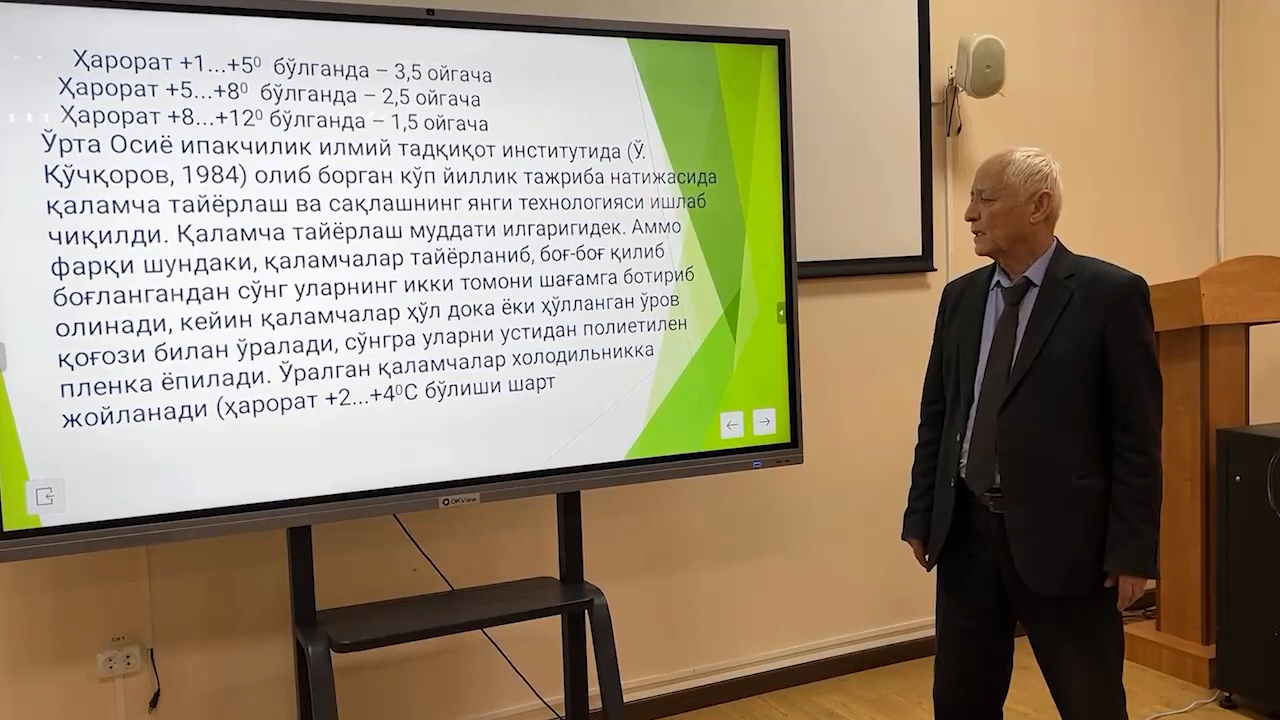 Ҳарорат +1...+5⁰ бўлганда – 3,5 ойгача
Ҳарорат +5...+8⁰ бўлганда – 2,5 ойгача
Ҳарорат +8...+12⁰ бўлганда – 1,5 ойгача
Ўрта Осиё ипакчилик илмий тадқиқот институтида (Ў.
Қўчқоров, 1984) олиб борган кўп йиллик тажриба натижасида
қаламча тайёрлаш ва сақлашнинг янги технологияси ишлаб
чиқилди. Қаламча тайёрлаш муддати илгаригидек. Аммо
фарқи шундаки, қаламчалар тайёрланиб, боғ-боғ қилиб
боғлангандан сўнг уларнинг икки томони шағамга ботириб
олинади, кейин қаламчалар ҳўл дока ёки ҳўлланган ўров
қоғози билан ўралади, сўнгра уларни устидан полиетилен
пленка ёпилади. Ўралган қаламчалар холодильникка
жойланади (ҳарорат +2...+4⁰С бўлиши шарт
OKView